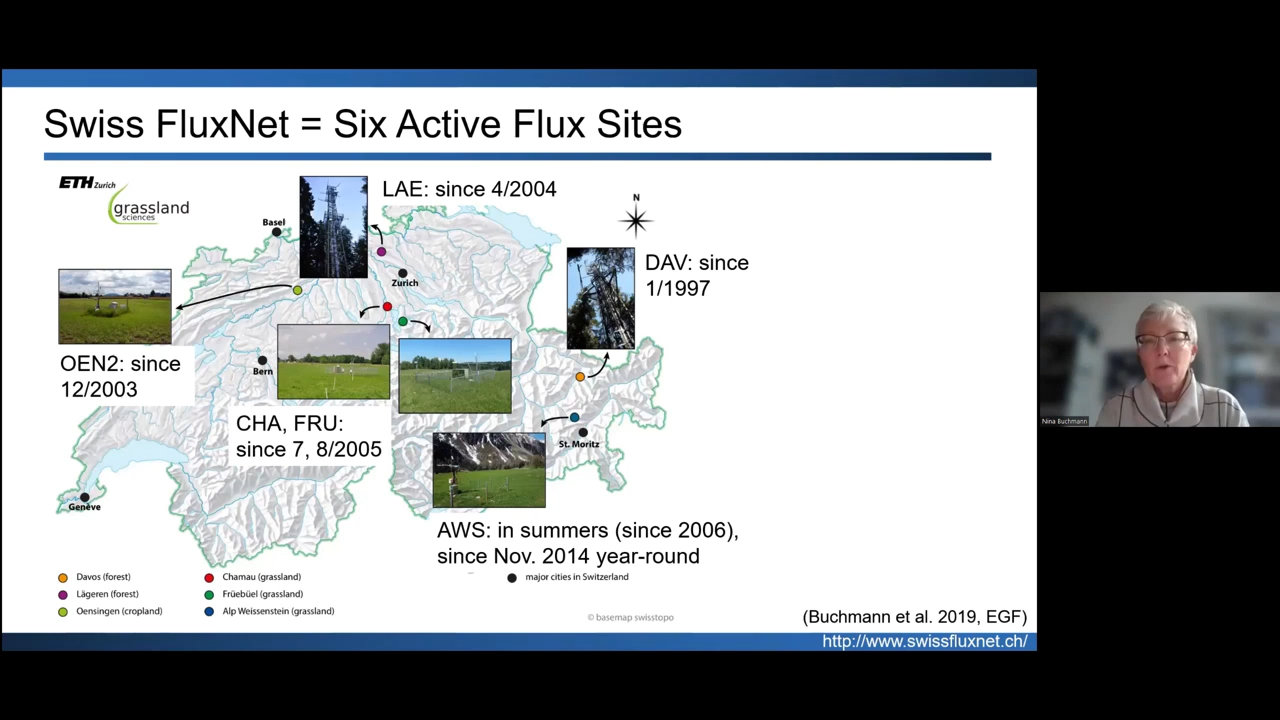 Swiss FluxNet = Six Active Flux Sites
ETH Zurich
grassland
sciences
LAE: since 4/2004
N
Basel
Zurich
DAV: since
1/1997
OEN2: since
12/2003
Bern
CHA, FRU:
since 7, 8/2005
St. Moritz
Genève
AWS: in summers (since 2006),
since Nov. 2014 year-round
Davos (forest)
Lägeren (forest)
Oensingen (cropland)
Chamau (grassland)
Früebüel (grassland)
Alp Weissenstein (grassland)
major cities in Switzerland
© basemap swisstopo
(Buchmann et al. 2019, EGF)
http://www.swissfluxnet.ch/
Nina Buchmann